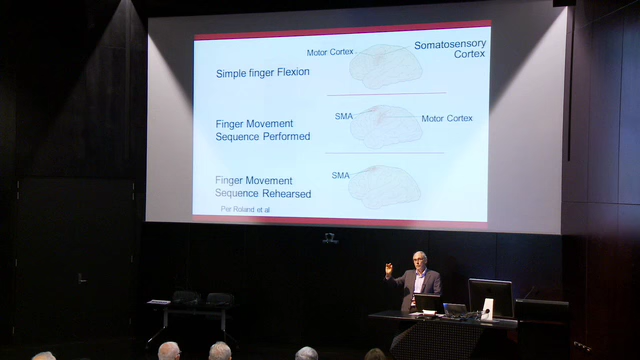 Motor Cortex
Somatosensory
Cortex
Simple finger Flexion
SMA
Motor Cortex
Finger Movement
Sequence Performed
SMA
Finger Movement
Sequence Rehearsed
Per Roland et al